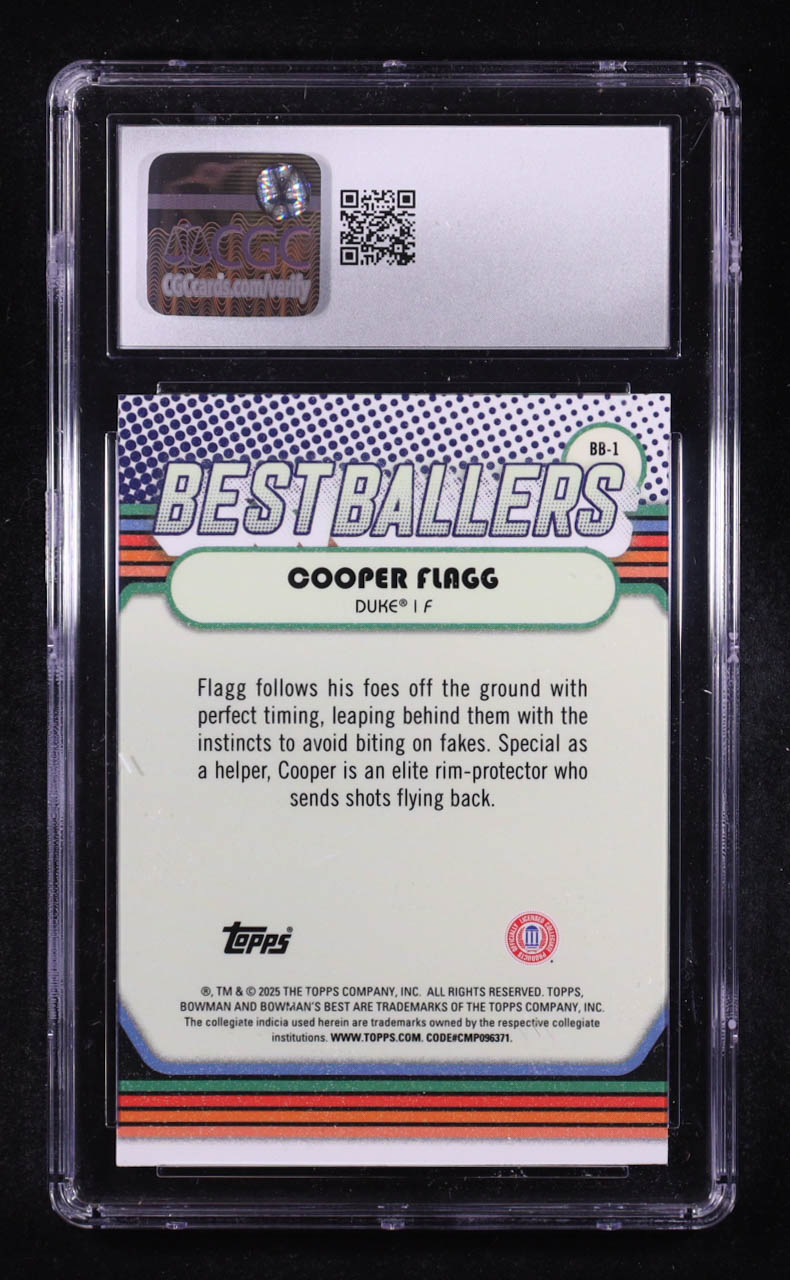 CGC
CGCcards.com/verify
BB-1
BEST BALLERS
COOPER FLAGG
DUKE® | F
Flagg follows his foes off the ground with
perfect timing, leaping behind them with the
instincts to avoid biting on fakes. Special as
a helper, Cooper is an elite rim-protector who
sends shots flying back.
topps®
OFFICIALLY LICENSED COLLEGIATE PRODUCTS
®, TM & © 2025 THE TOPPS COMPANY, INC. ALL RIGHTS RESERVED. TOPPS,
BOWMAN AND BOWMAN'S BEST ARE TRADEMARKS OF THE TOPPS COMPANY, INC.
The collegiate indicia used herein are trademarks owned by the respective collegiate
institutions. WWW.TOPPS.COM. CODE#CMP096371.